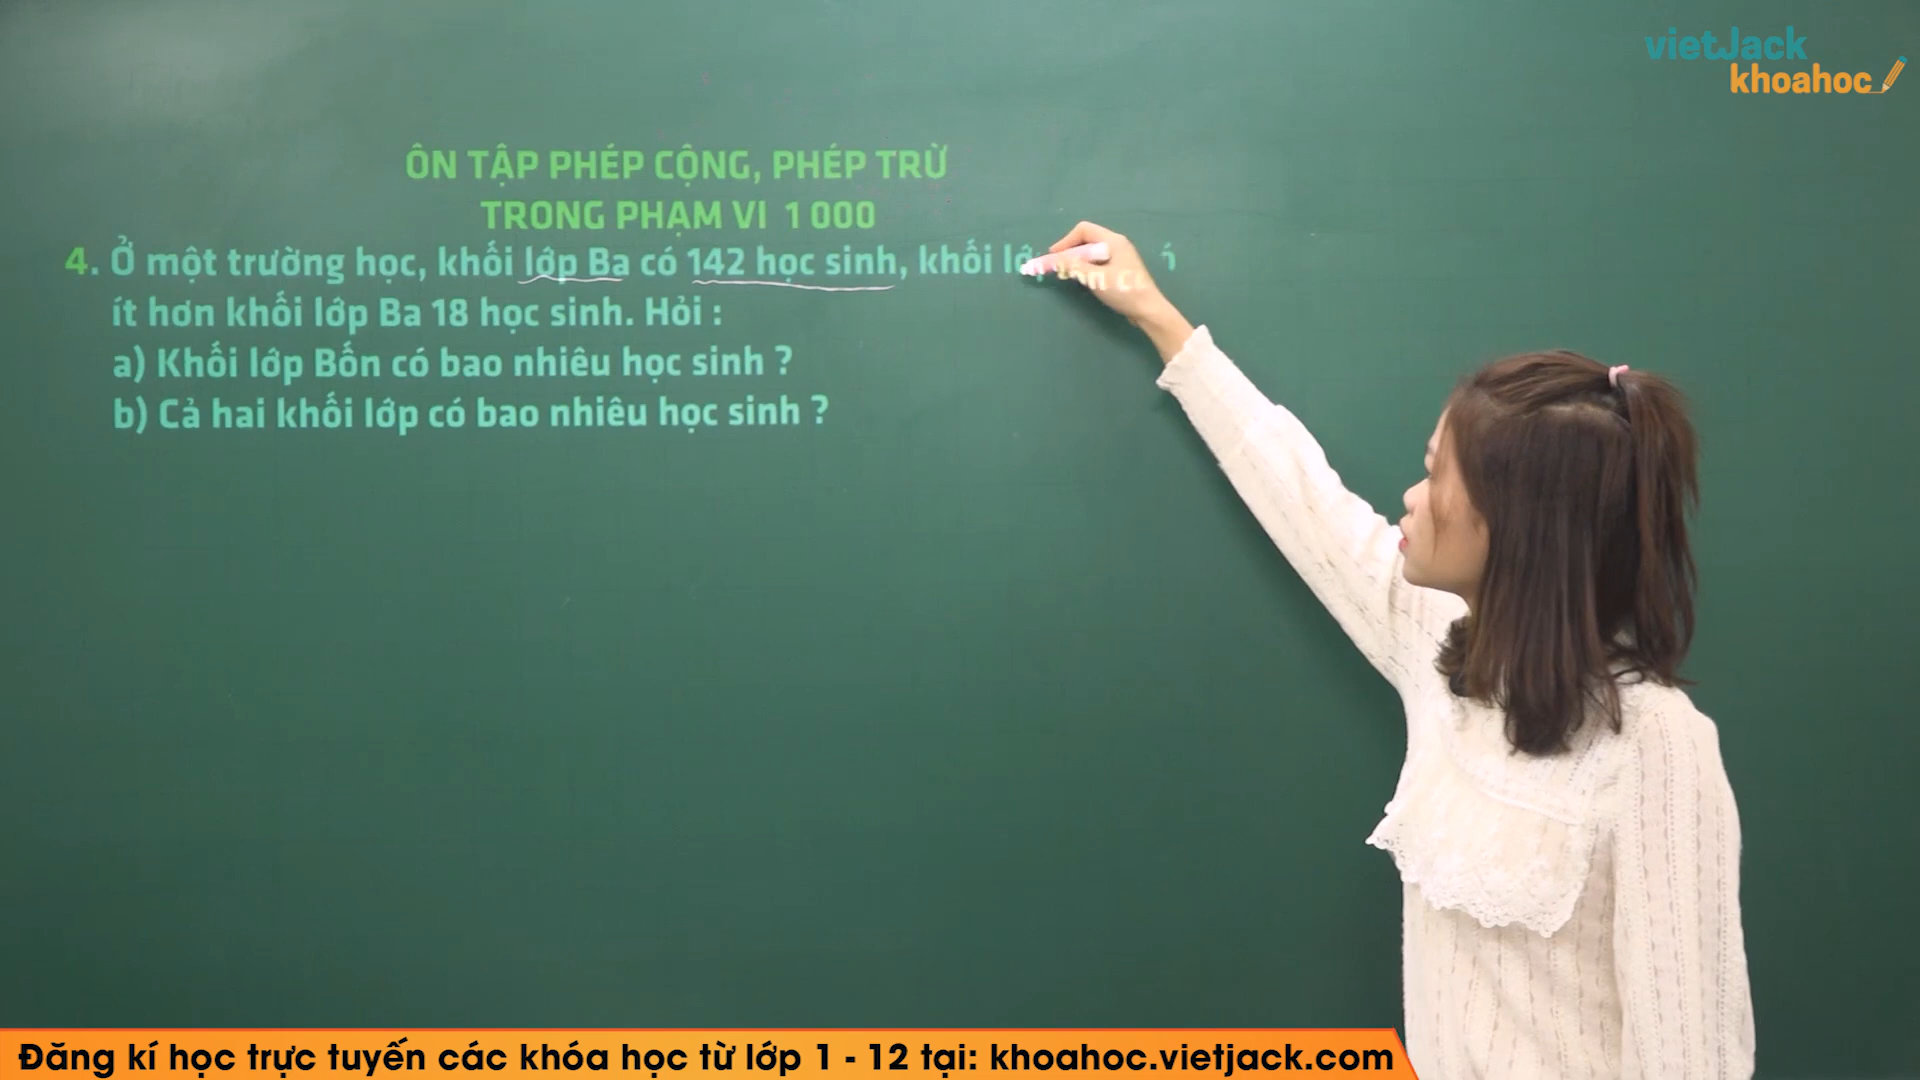 vietJack
khoahoc
ÔN TẬP PHÉP CỘNG, PHÉP TRỪ
TRONG PHẠM VI 1 000
4. Ở một trường học, khối lớp Ba có 142 học sinh, khối
ít hơn khối lớp Ba 18 học sinh. Hỏi :
a) Khối lớp Bốn có bao nhiêu học sinh ?
b) Cả hai khối lớp có bao nhiêu học sinh ?
Đăng kí học trực tuyến các khóa học từ lớp 1 - 12 tại: khoahoc.vietjack.com